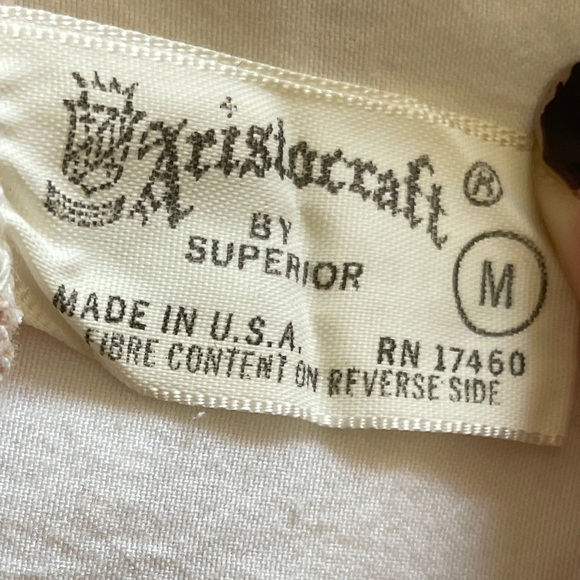 Aristocraft ®
BY
SUPERIOR
M
MADE IN U.S.A. RN 17460
FIBRE CONTENT ON REVERSE SIDE